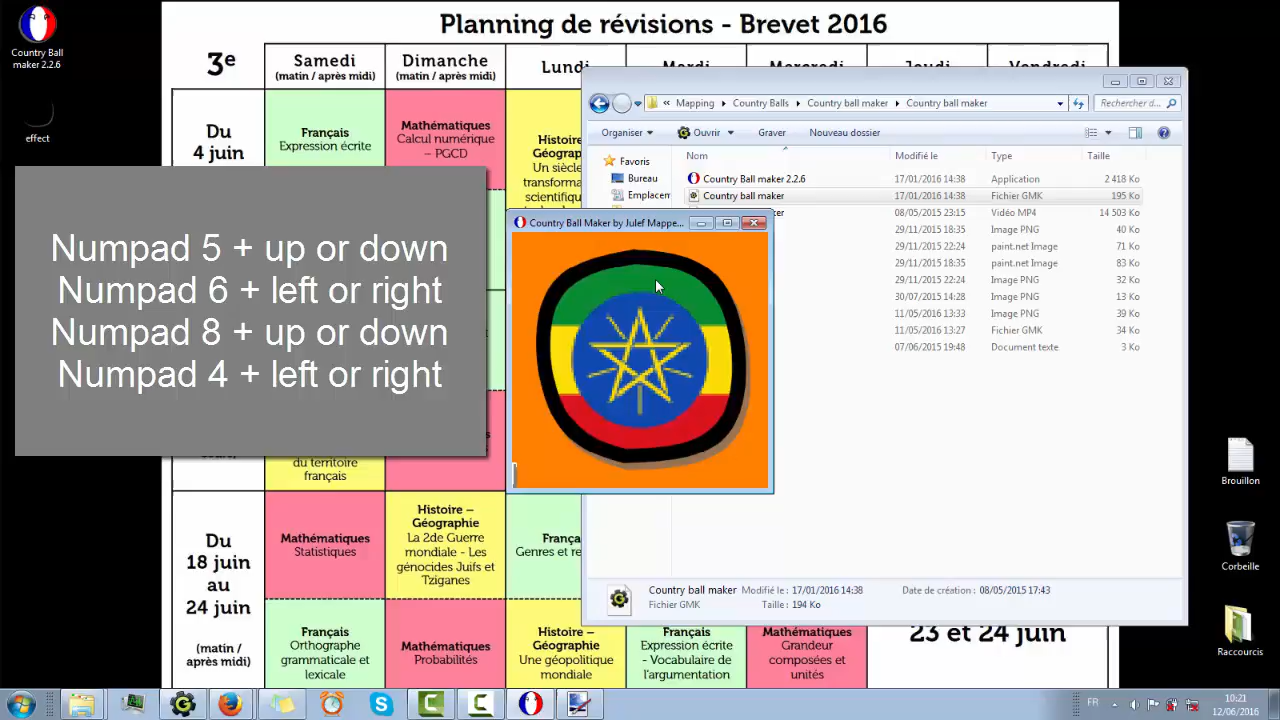 Planning de révisions - Brevet 2016
Country Ball
maker 2.2.6
effect
3e
Samedi
(matin / après midi)
Dimanche
(matin / après midi)
Lundi
Mardi
Mercredi
Jeudi
Vendredi
Du
4 juin
Français
Expression écrite
Mathématiques
Calcul numérique
– PGCD
Histoire –
Un siècle
Numpad 5 + up or down
Numpad 6 + left or right
Numpad 8 + up or down
Numpad 4 + left or right
Mapping
Country Balls
Country ball maker
Country ball maker
Rechercher d...
Organiser
Ouvrir
Graver
Nouveau dossier
Favoris
Bureau
Emplacem
Nom
Modifié le
Type
Taille
Country Ball maker 2.2.6
17/01/2016 14:38
Application
2 418 Ko
Country Ball maker
17/01/2016 14:38
Fichier GMK
195 Ko
08/05/2015 23:15
Vidéo MP4
14 503 Ko
29/11/2015 18:35
Image PNG
40 Ko
29/11/2015 22:24
paint.net Image
71 Ko
29/11/2015 18:35
paint.net Image
63 Ko
29/11/2015 22:24
Image PNG
32 Ko
30/07/2015 14:28
Image PNG
13 Ko
11/05/2016 13:33
Image PNG
39 Ko
11/05/2016 13:27
Fichier GMK
34 Ko
07/06/2015 19:48
Document texte
3 Ko
Country Ball Maker by Julef Mappe...
du territoire
français
Du
18 juin
au
24 juin
(matin /
après midi)
Mathématiques
Statistiques
Histoire –
Géographie
La 2de Guerre
mondiale - Les
génocides Juifs et
Tziganes
Genres et re
Français
Orthographe
grammaticale et
lexicale
Mathématiques
Probabilités
Histoire –
Géographie
Une géopolitique
mondiale
Français
Expression écrite
- Vocabulaire de
l'argumentation
Mathématiques
Grandeur
composées et
unités
23 et 24 juin
Country ball maker
Modifié le : 17/01/2016 14:38
Date de création : 08/05/2015 17:43
Fichier GMK
Taille : 194 Ko
Brouillon
Corbeille
Raccourcis
FR
10:21
12/06/2016